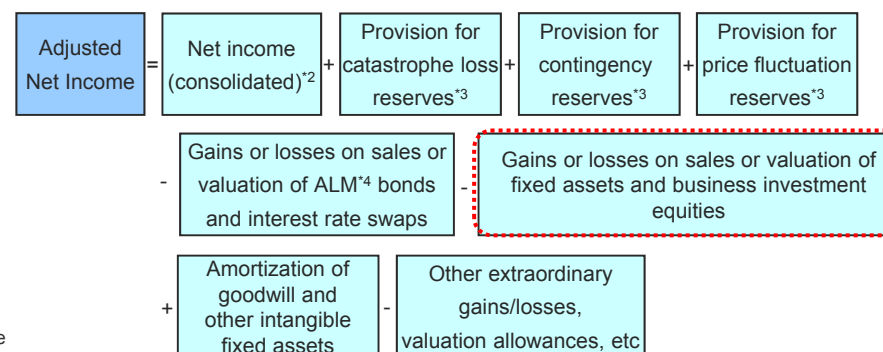 Adjusted
Net Income
=
Net income
(consolidated)*2
+
Provision for
catastrophe loss
reserves*3
+
Provision for
contingency
reserves*3
+
Provision for
price fluctuation
reserves*3
-
Gains or losses on sales or
valuation of ALM*4 bonds
and interest rate swaps
-
Gains or losses on sales or valuation of
fixed assets and business investment
equities
+
Amortization of
goodwill and
other intangible
fixed assets
-
Other extraordinary
gains/losses,
valuation allowances, etc